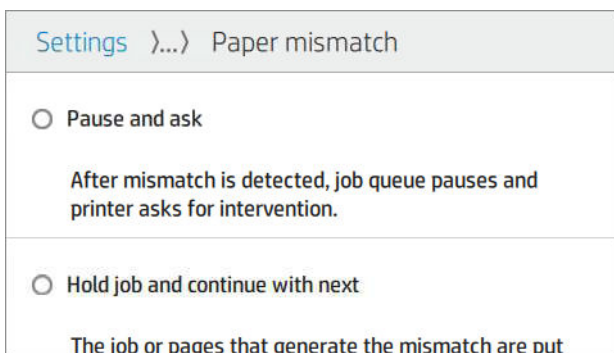 Settings 〉...〉 Paper mismatch
Pause and ask
After mismatch is detected, job queue pauses and
printer asks for intervention.
Hold job and continue with next
The job or pages that generate the mismatch are put